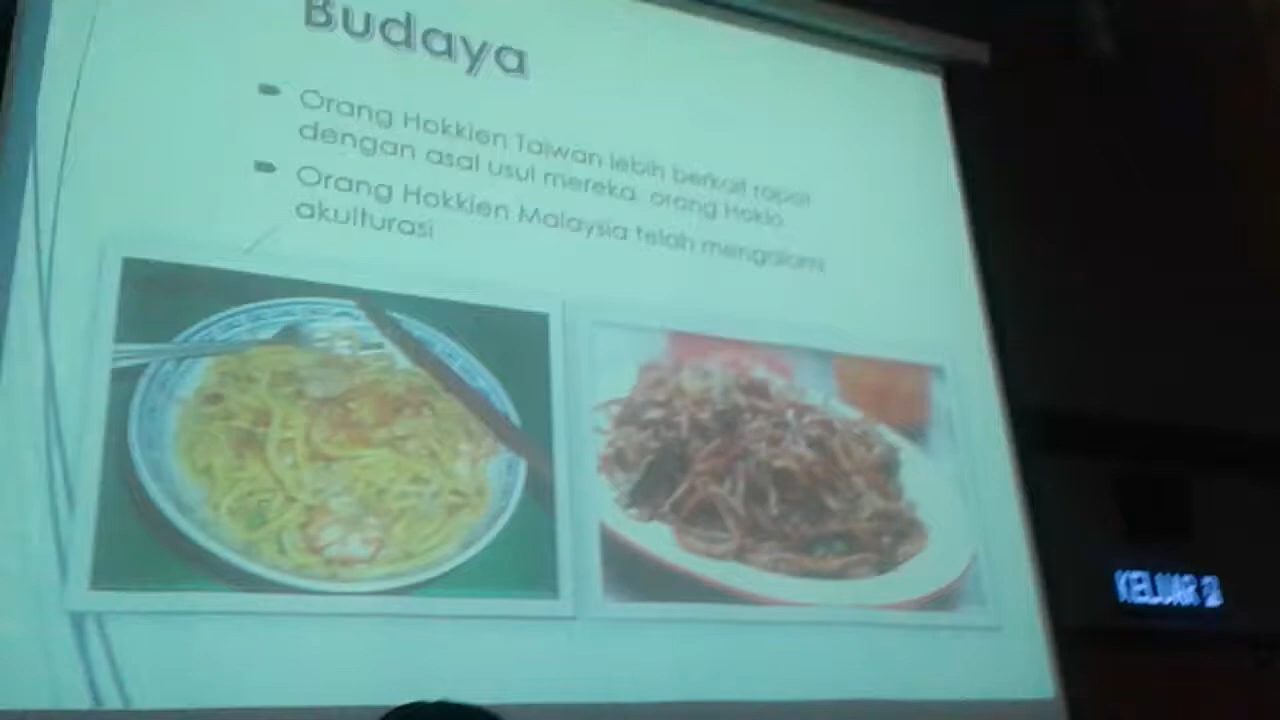 Budaya
Orang Hokkien Taiwan lebih berkait rapat
dengan asal usul mereka, orang Hoklo
Orang Hokkien Malaysia telah mengalami
akulturasi
KELUAR